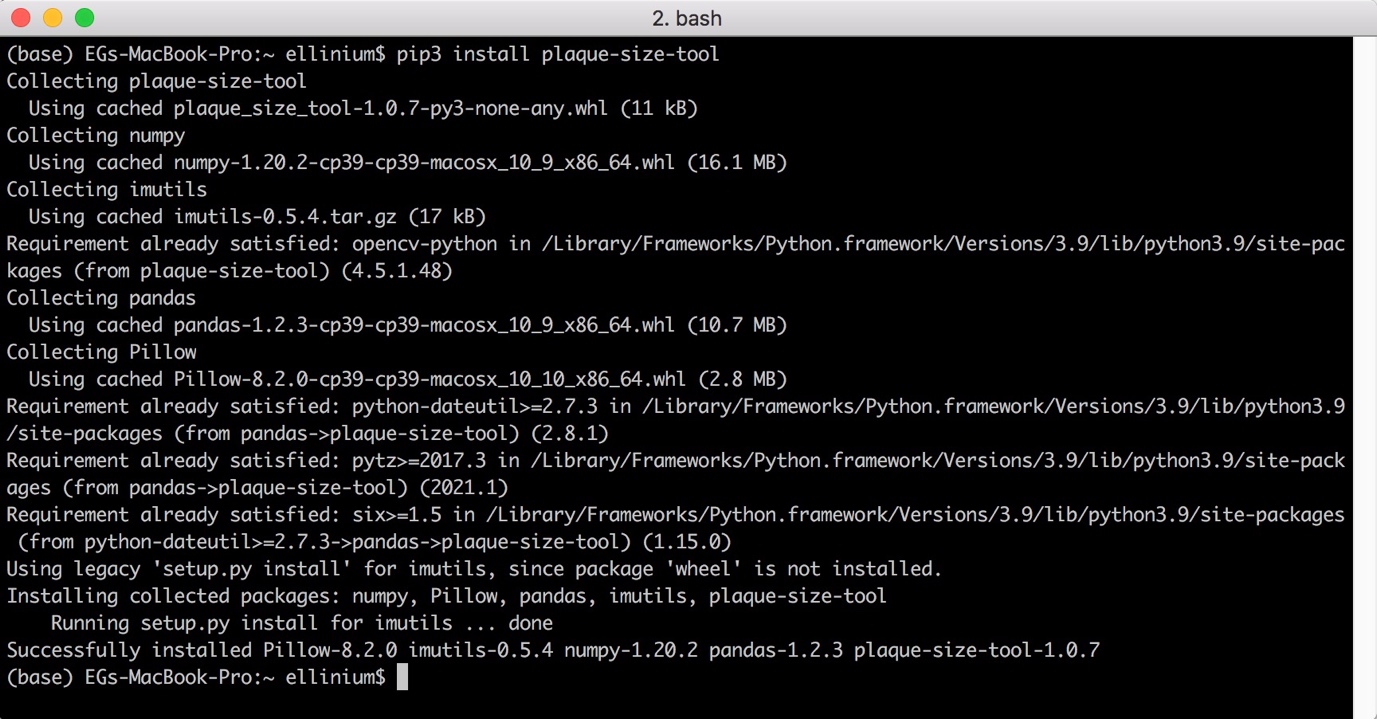 2. bash
(base) EGs-MacBook-Pro:~ ellinium$ pip3 install plaque-size-tool
Collecting plaque-size-tool
  Using cached plaque_size_tool-1.0.7-py3-none-any.whl (11 kB)
Collecting numpy
  Using cached numpy-1.20.2-cp39-cp39-macosx_10_9_x86_64.whl (16.1 MB)
Collecting imutils
  Using cached imutils-0.5.4.tar.gz (17 kB)
Requirement already satisfied: opencv-python in /Library/Frameworks/Python.framework/Versions/3.9/lib/python3.9/site-pac
kages (from plaque-size-tool) (4.5.1.48)
Collecting pandas
  Using cached pandas-1.2.3-cp39-cp39-macosx_10_9_x86_64.whl (10.7 MB)
Collecting Pillow
  Using cached Pillow-8.2.0-cp39-cp39-macosx_10_10_x86_64.whl (2.8 MB)
Requirement already satisfied: python-dateutil>=2.7.3 in /Library/Frameworks/Python.framework/Versions/3.9/lib/python3.9
/site-packages (from pandas->plaque-size-tool) (2.8.1)
Requirement already satisfied: pytz>=2017.3 in /Library/Frameworks/Python.framework/Versions/3.9/lib/python3.9/site-pack
ages (from pandas->plaque-size-tool) (2021.1)
Requirement already satisfied: six>=1.5 in /Library/Frameworks/Python.framework/Versions/3.9/lib/python3.9/site-packages
 (from python-dateutil>=2.7.3->pandas->plaque-size-tool) (1.15.0)
Using legacy 'setup.py install' for imutils, since package 'wheel' is not installed.
Installing collected packages: numpy, Pillow, pandas, imutils, plaque-size-tool
    Running setup.py install for imutils ... done
Successfully installed Pillow-8.2.0 imutils-0.5.4 numpy-1.20.2 pandas-1.2.3 plaque-size-tool-1.0.7
(base) EGs-MacBook-Pro:~ ellinium$